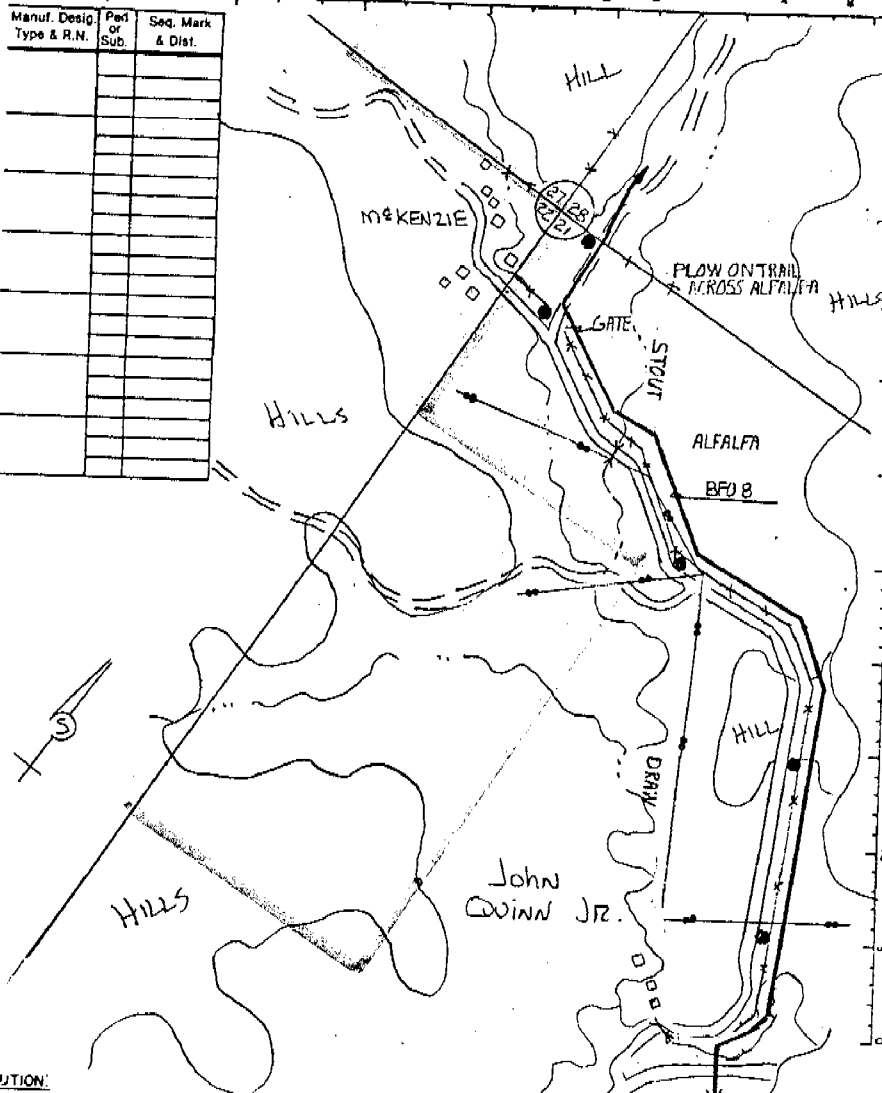 Manuf. Desig.
Type & R.N.
Ped
or
Sub.
Seq. Mark
& Dist.
HILL
27 28
22 21
McKENZIE
PLOW ON TRAIL
ACROSS ALFALFA
HILLS
GATE
STOUT
HILLS
ALFALFA
BFO 8
S
HILL
DRAW
John
QUINN JR.
HILLS
UTION: